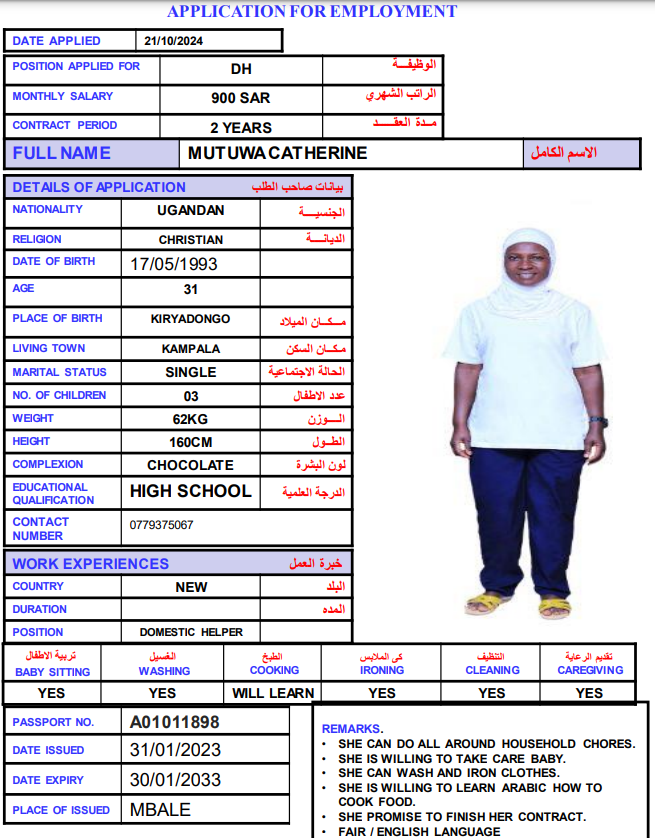 APPLICATION FOR EMPLOYMENT
DATE APPLIED 21/10/2024
POSITION APPLIED FOR DH الوظيفـــة
MONTHLY SALARY 900 SAR الراتب الشهري
CONTRACT PERIOD 2 YEARS مـدة العقـــد
FULL NAME MUTUWA CATHERINE الاسم الكامل
DETAILS OF APPLICATION بيانات صاحب الطلب
NATIONALITY UGANDAN الجنسيـــة
RELIGION CHRISTIAN الديانـــة
DATE OF BIRTH 17/05/1993
AGE 31
PLACE OF BIRTH KIRYADONGO مـــكـــان الميلاد
LIVING TOWN KAMPALA مكـــان السكن
MARITAL STATUS SINGLE الحالة الاجتماعية
NO. OF CHILDREN 03 عدد الاطفال
WEIGHT 62KG الـــوزن
HEIGHT 160CM الطـــول
COMPLEXION CHOCOLATE لون البشرة
EDUCATIONAL QUALIFICATION HIGH SCHOOL الدرجة العلمية
CONTACT NUMBER 0779375067
WORK EXPERIENCES خبرة العمل
COUNTRY NEW البلد
DURATION المده
POSITION DOMESTIC HELPER
تربية الاطفال الغسيل الطبخ كي الملابس التنظيف تقديم الرعاية
BABY SITTING WASHING COOKING IRONING CLEANING CAREGIVING
YES YES WILL LEARN YES YES YES
PASSPORT NO. A01011898
DATE ISSUED 31/01/2023
DATE EXPIRY 30/01/2033
PLACE OF ISSUED MBALE
REMARKS.
• SHE CAN DO ALL AROUND HOUSEHOLD CHORES.
• SHE IS WILLING TO TAKE CARE BABY.
• SHE CAN WASH AND IRON CLOTHES.
• SHE IS WILLING TO LEARN ARABIC HOW TO
COOK FOOD.
• SHE PROMISE TO FINISH HER CONTRACT.
• FAIR / ENGLISH LANGUAGE